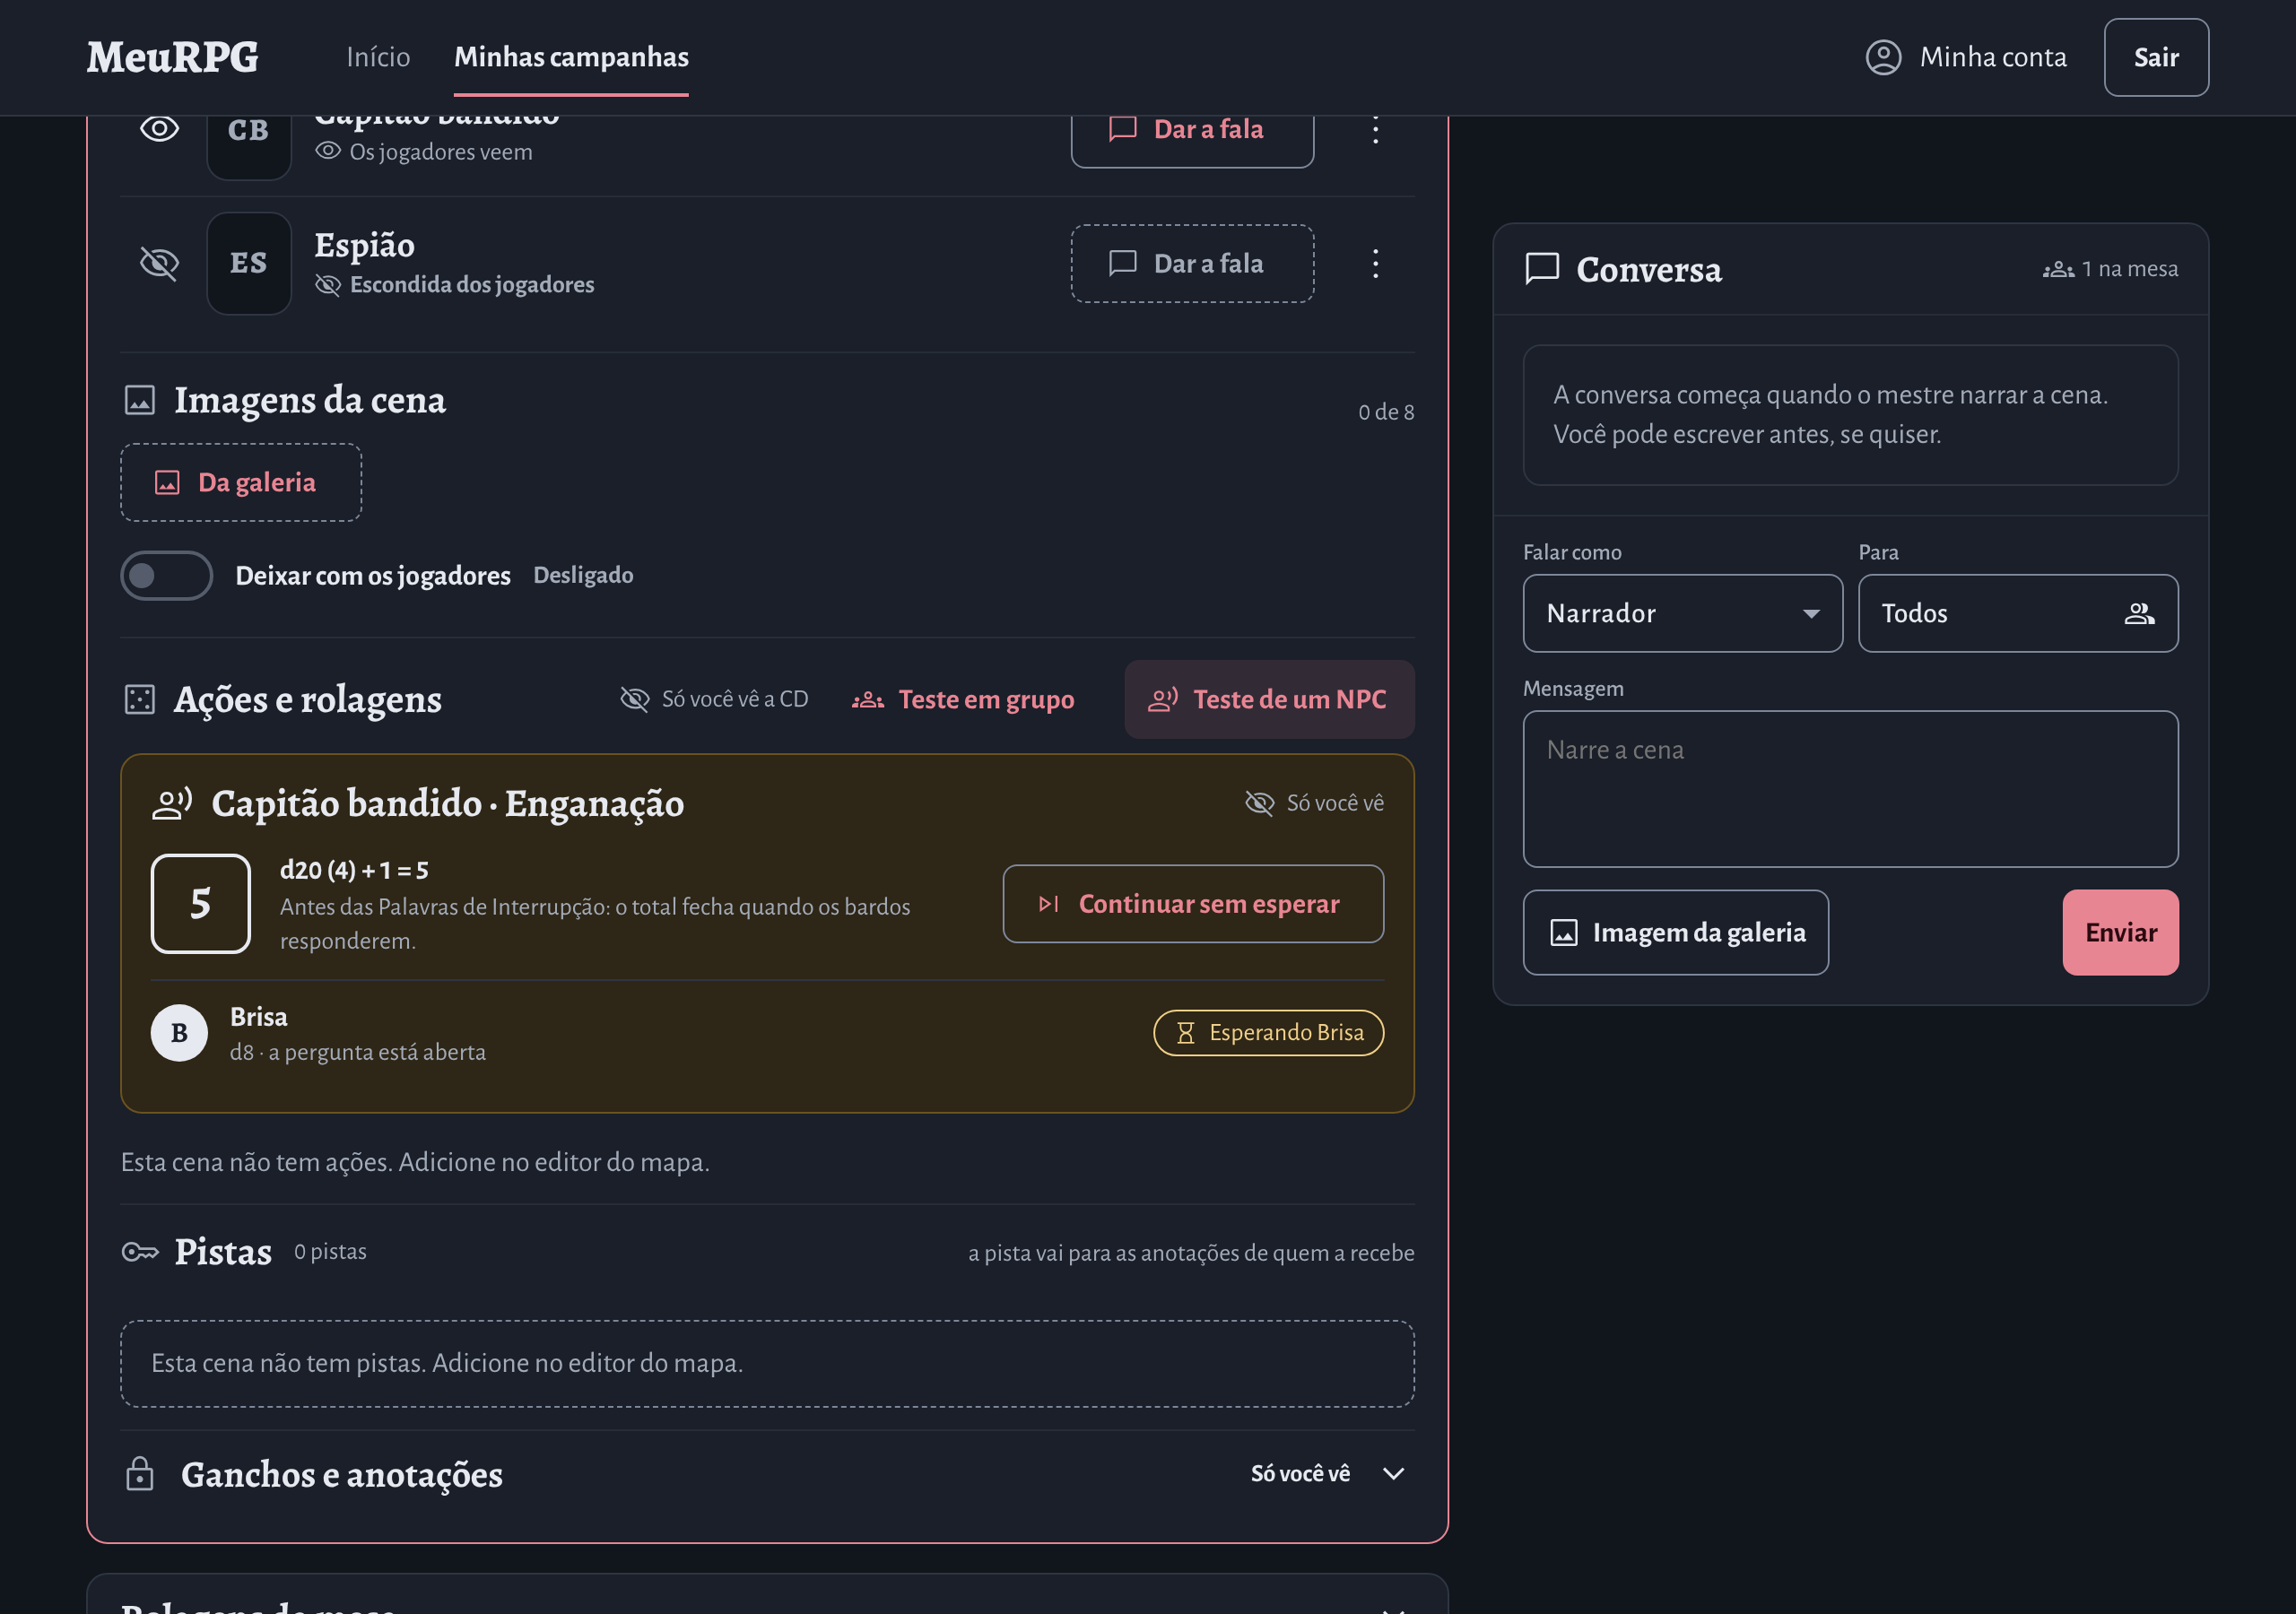 MeuRPG
Início
Minhas campanhas
Minha conta
Sair
CB
Capitão bandido
Os jogadores veem
Dar a fala
ES
Espião
Escondida dos jogadores
Dar a fala
Imagens da cena
0 de 8
Da galeria
Deixar com os jogadores
Desligado
Ações e rolagens
Só você vê a CD
Teste em grupo
Teste de um NPC
Capitão bandido · Enganação
Só você vê
5
d20 (4) + 1 = 5
Antes das Palavras de Interrupção: o total fecha quando os bardos
responderem.
Continuar sem esperar
B
Brisa
d8 · a pergunta está aberta
Esperando Brisa
Esta cena não tem ações. Adicione no editor do mapa.
Pistas
0 pistas
a pista vai para as anotações de quem a recebe
Esta cena não tem pistas. Adicione no editor do mapa.
Ganchos e anotações
Só você vê
Rolagens da mesa
Conversa
1 na mesa
A conversa começa quando o mestre narrar a cena.
Você pode escrever antes, se quiser.
Falar como
Para
Narrador
Todos
Mensagem
Narre a cena
Imagem da galeria
Enviar